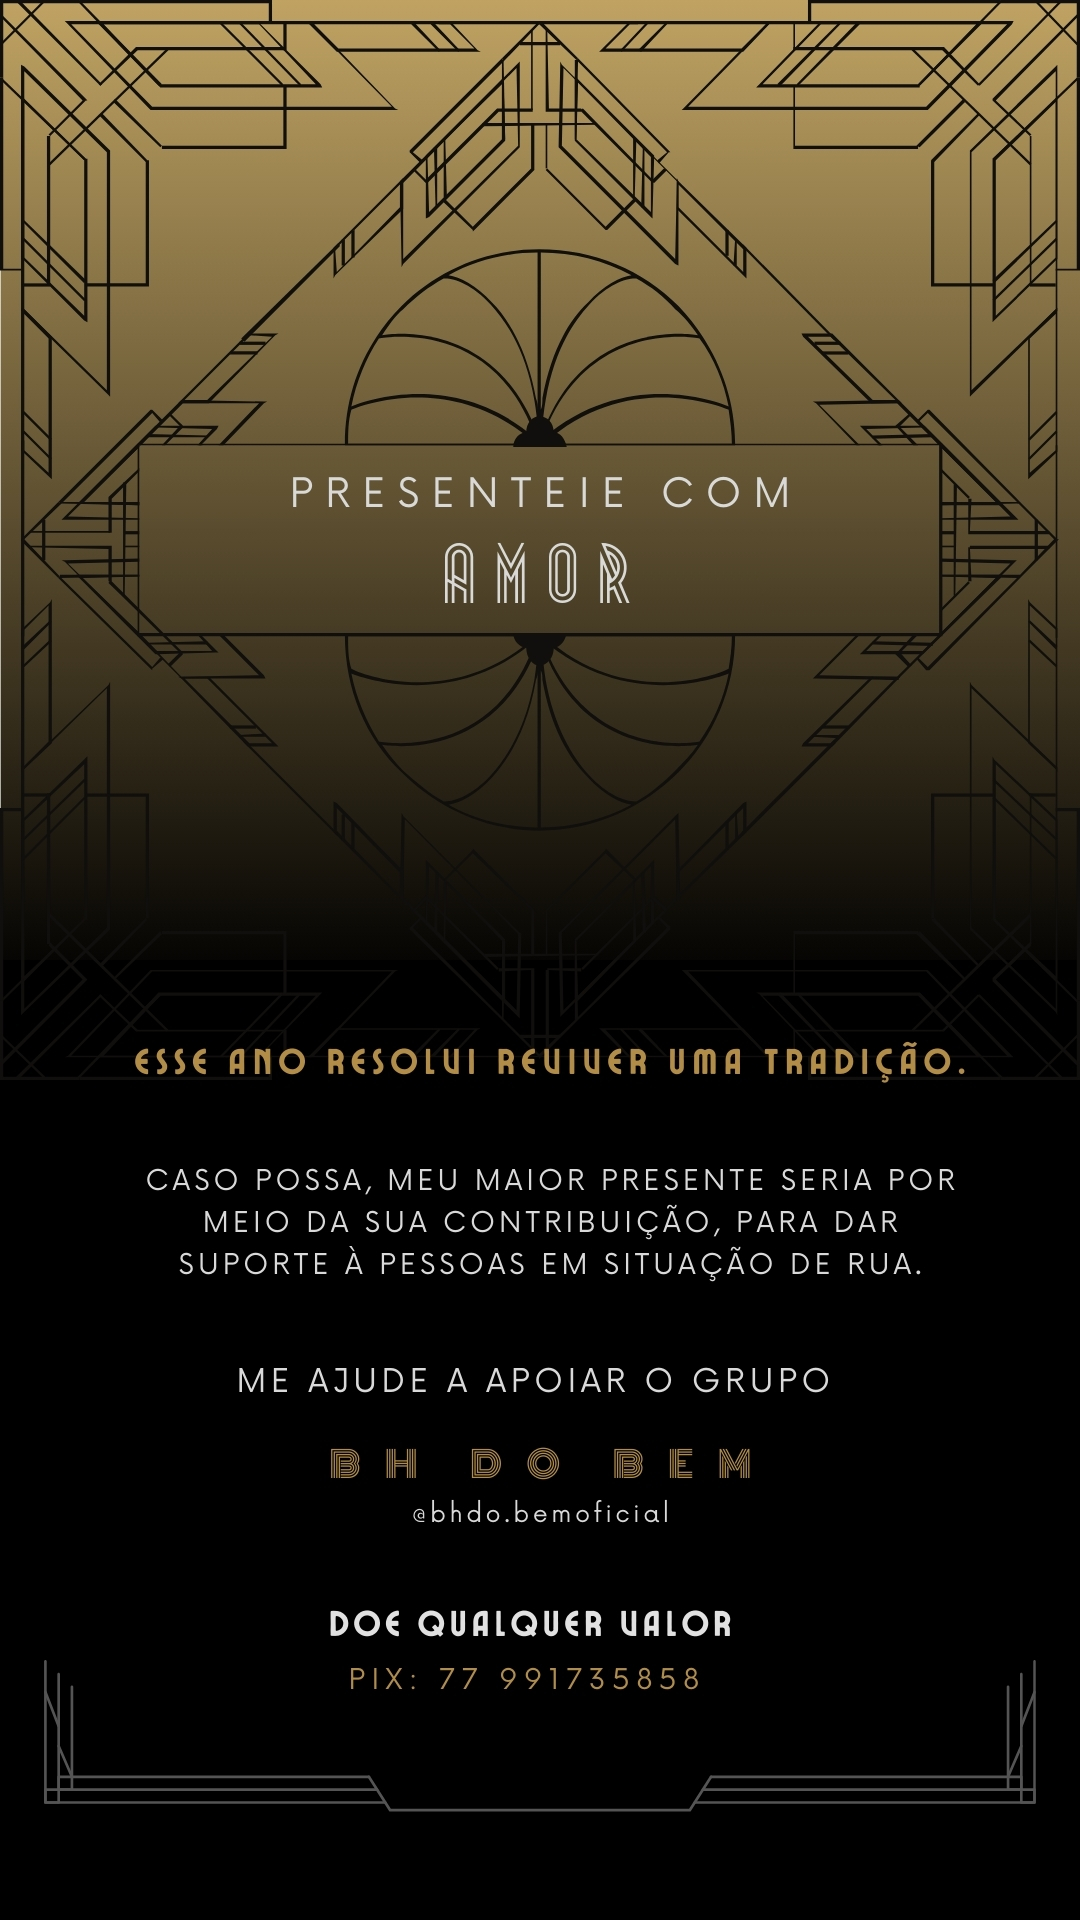 PRESENTEIE COM
AMOR
ESSE ANO RESOLVI REVIVER UMA TRADIÇÃO.
CASO POSSA, MEU MAIOR PRESENTE SERIA POR
MEIO DA SUA CONTRIBUIÇÃO, PARA DAR
SUPORTE À PESSOAS EM SITUAÇÃO DE RUA.
ME AJUDE A APOIAR O GRUPO
BH DO BEM
@bhdo.bemoficial
DOE QUALQUER VALOR
PIX: 77 991735858